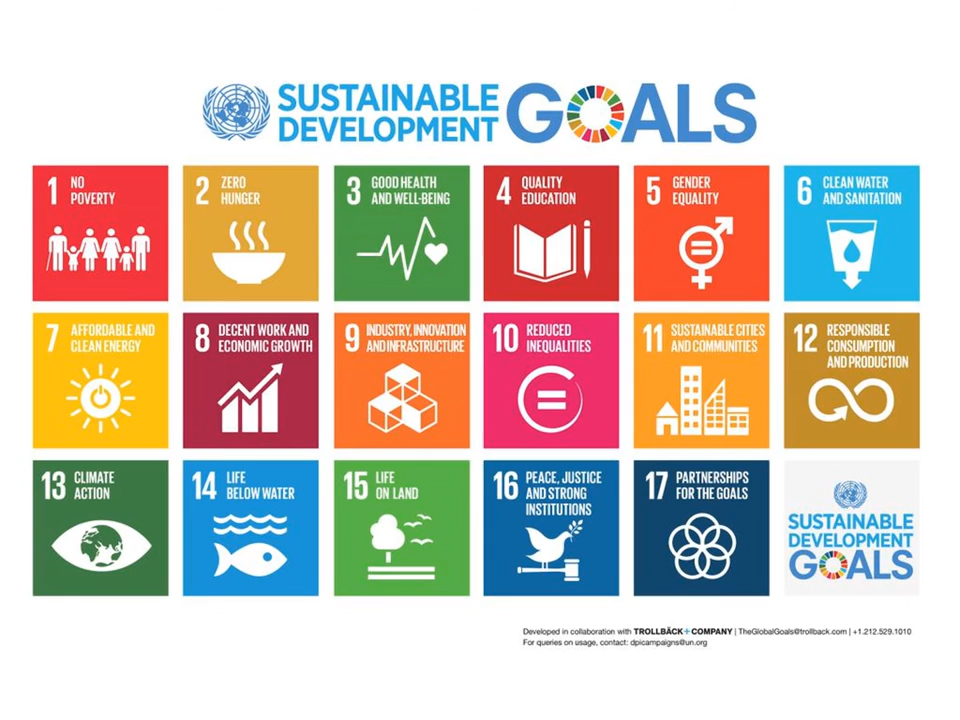 SUSTAINABLE
DEVELOPMENT
GOALS
1 NO
POVERTY
2 ZERO
HUNGER
3 GOOD HEALTH
AND WELL-BEING
4 QUALITY
EDUCATION
5 GENDER
EQUALITY
6 CLEAN WATER
AND SANITATION
7 AFFORDABLE AND
CLEAN ENERGY
8 DECENT WORK AND
ECONOMIC GROWTH
9 INDUSTRY, INNOVATION
AND INFRASTRUCTURE
10 REDUCED
INEQUALITIES
11 SUSTAINABLE CITIES
AND COMMUNITIES
12 RESPONSIBLE
CONSUMPTION
AND PRODUCTION
13 CLIMATE
ACTION
14 LIFE
BELOW WATER
15 LIFE
ON LAND
16 PEACE, JUSTICE
AND STRONG
INSTITUTIONS
17 PARTNERSHIPS
FOR THE GOALS
SUSTAINABLE
DEVELOPMENT
GOALS
Developed in collaboration with TROLLBÄCK+COMPANY | TheGlobalGoals@trollback.com | +1.212.529.1010
For queries on usage, contact: dpicampaigns@un.org